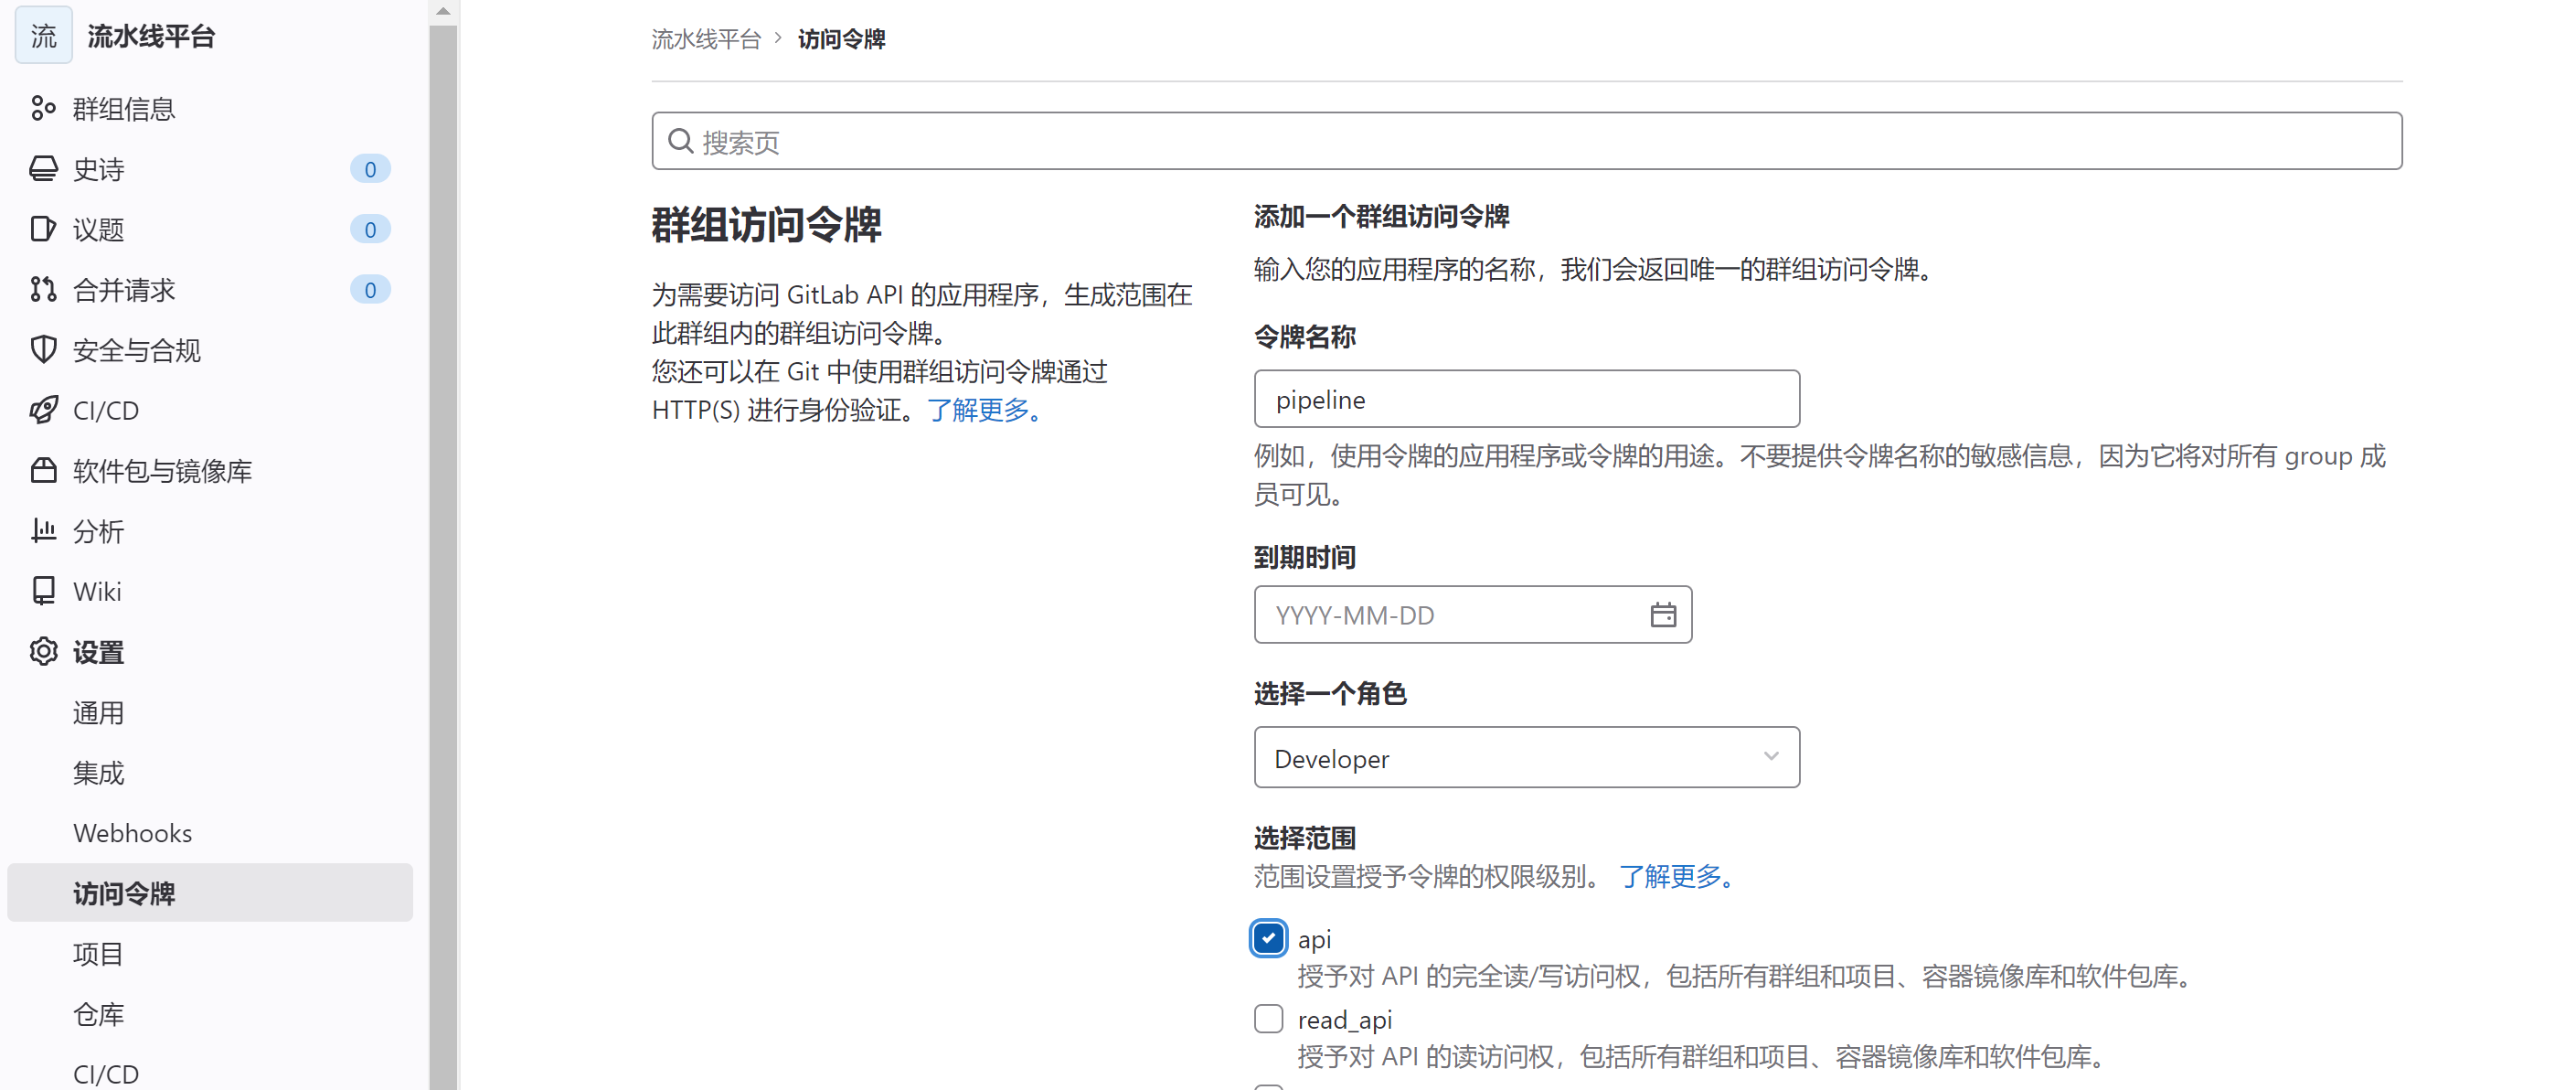 流 流水线平台
群组信息
史诗 0
议题 0
合并请求 0
安全与合规
CI/CD
软件包与镜像库
分析
Wiki
设置
通用
集成
Webhooks
访问令牌
项目
仓库
CI/CD
流水线平台 › 访问令牌
搜索页
群组访问令牌
为需要访问 GitLab API 的应用程序，生成范围在
此群组内的群组访问令牌。
您还可以在 Git 中使用群组访问令牌通过
HTTP(S) 进行身份验证。了解更多。
添加一个群组访问令牌
输入您的应用程序的名称，我们会返回唯一的群组访问令牌。
令牌名称
pipeline
例如，使用令牌的应用程序或令牌的用途。不要提供令牌名称的敏感信息，因为它将对所有 group 成
员可见。
到期时间
YYYY-MM-DD
选择一个角色
Developer
选择范围
范围设置授予令牌的权限级别。 了解更多。
api
授予对 API 的完全读/写访问权，包括所有群组和项目、容器镜像库和软件包库。
read_api
授予对 API 的读访问权，包括所有群组和项目、容器镜像库和软件包库。